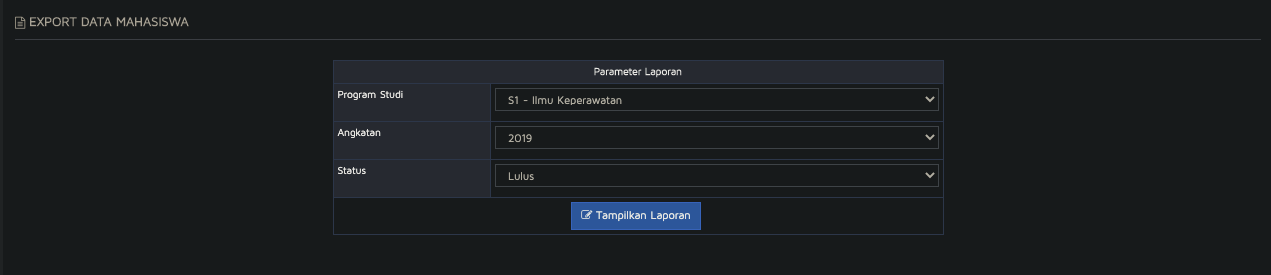 EXPORT DATA MAHASISWA
Parameter Laporan
Program Studi
S1 - Ilmu Keperawatan
Angkatan
2019
Status
Lulus
Tampilkan Laporan